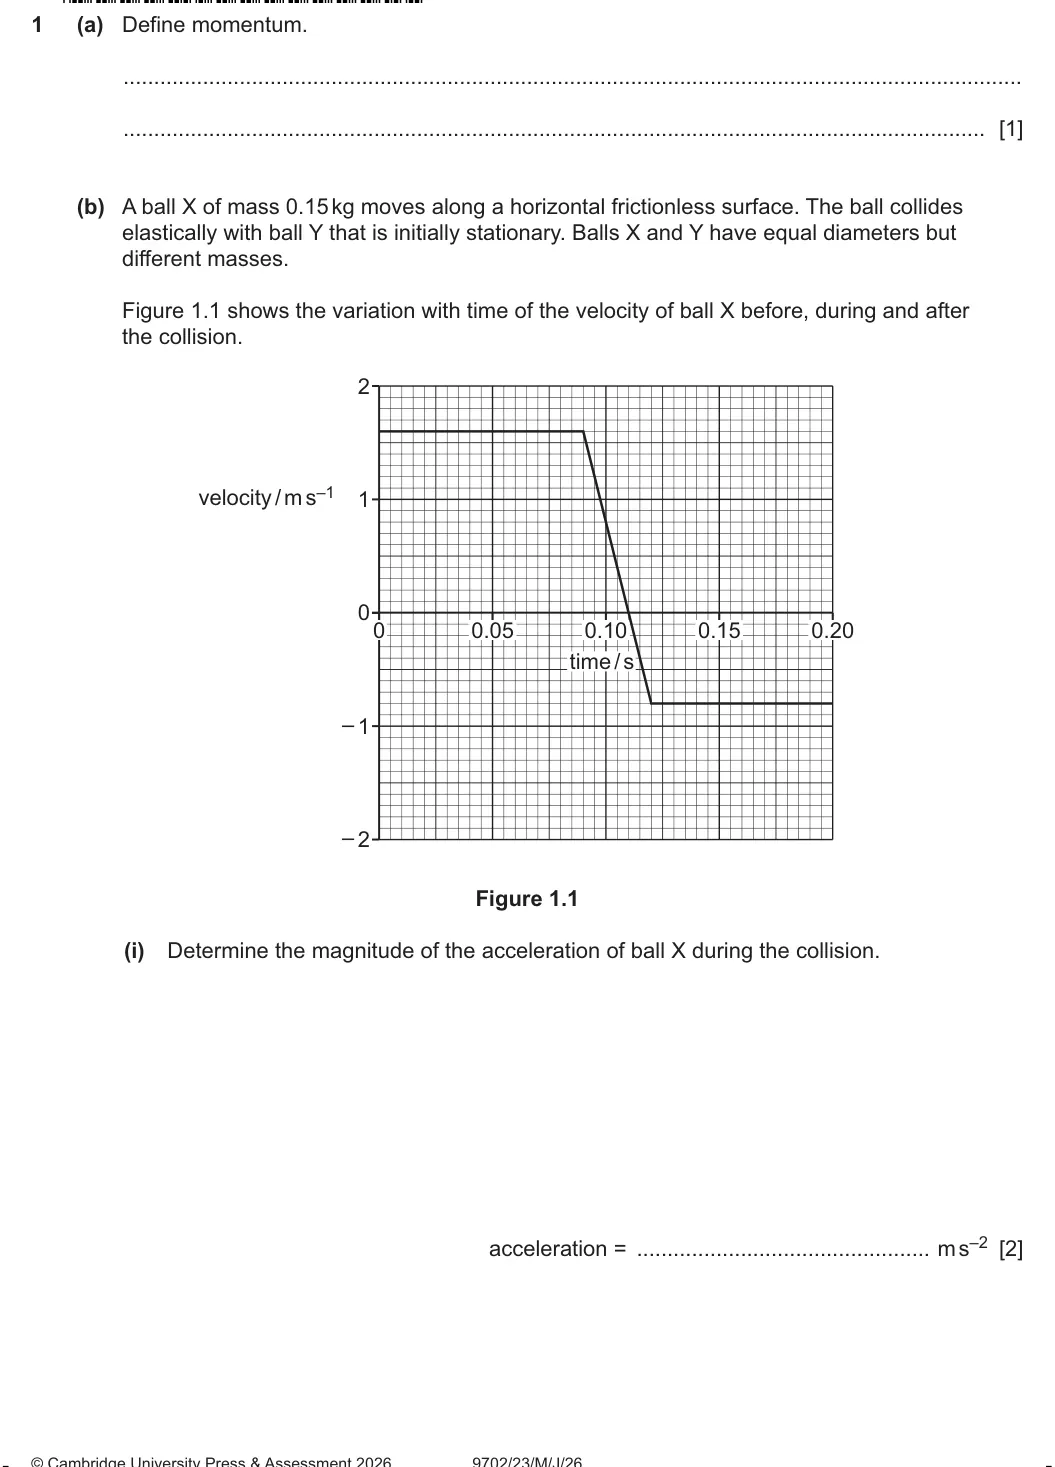 1 (a) Define momentum.
..................................................................................................................................................
............................................................................................................................................ [1]
(b) A ball X of mass 0.15 kg moves along a horizontal frictionless surface. The ball collides
elastically with ball Y that is initially stationary. Balls X and Y have equal diameters but
different masses.
Figure 1.1 shows the variation with time of the velocity of ball X before, during and after
the collision.
2
velocity / m s–1 1
0
0 0.05 0.10 0.15 0.20
time / s
–1
–2
Figure 1.1
(i) Determine the magnitude of the acceleration of ball X during the collision.
acceleration = ................................................ m s–2 [2]
© Cambridge University Press & Assessment 2026 9702/23/M/J/26